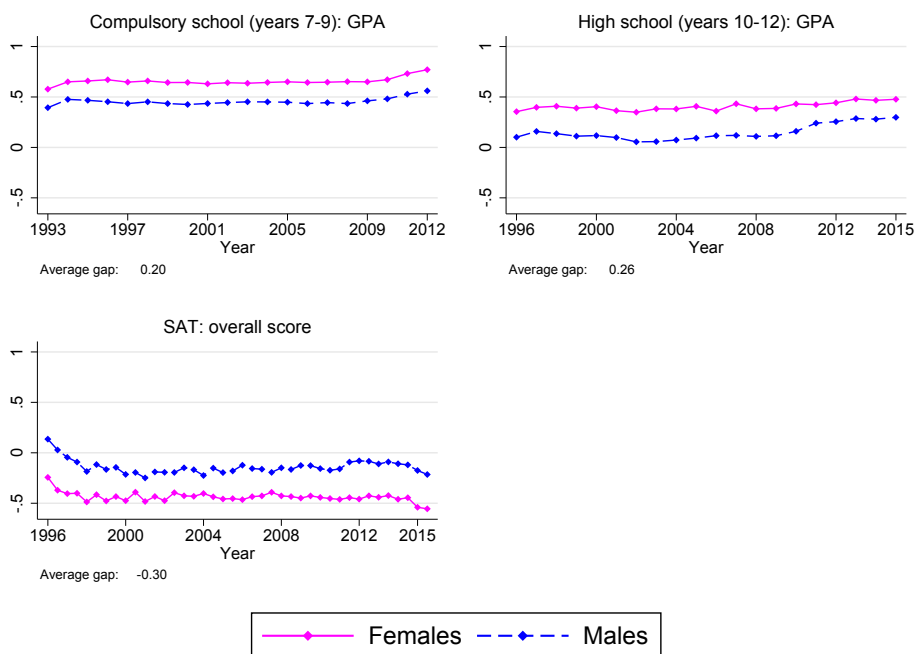 Compulsory school (years 7-9): GPA
1
.5
0
-.5
1993 1997 2001 2005 2009 2012
Year
Average gap: 0.20
High school (years 10-12): GPA
1
.5
0
-.5
1996 2000 2004 2008 2012 2015
Year
Average gap: 0.26
SAT: overall score
1
.5
0
-.5
1996 2000 2004 2008 2012 2015
Year
Average gap: -0.30
Females Males